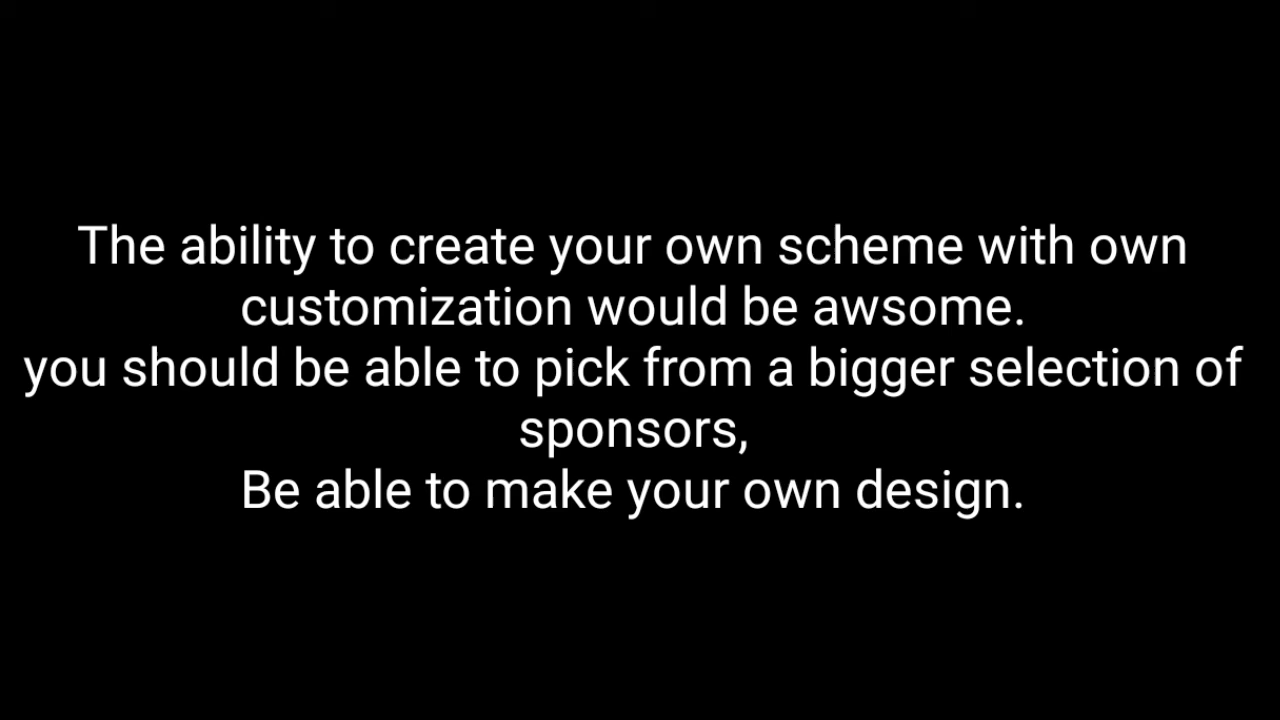 The ability to create your own scheme with own
customization would be awsome.
you should be able to pick from a bigger selection of
sponsors,
Be able to make your own design.